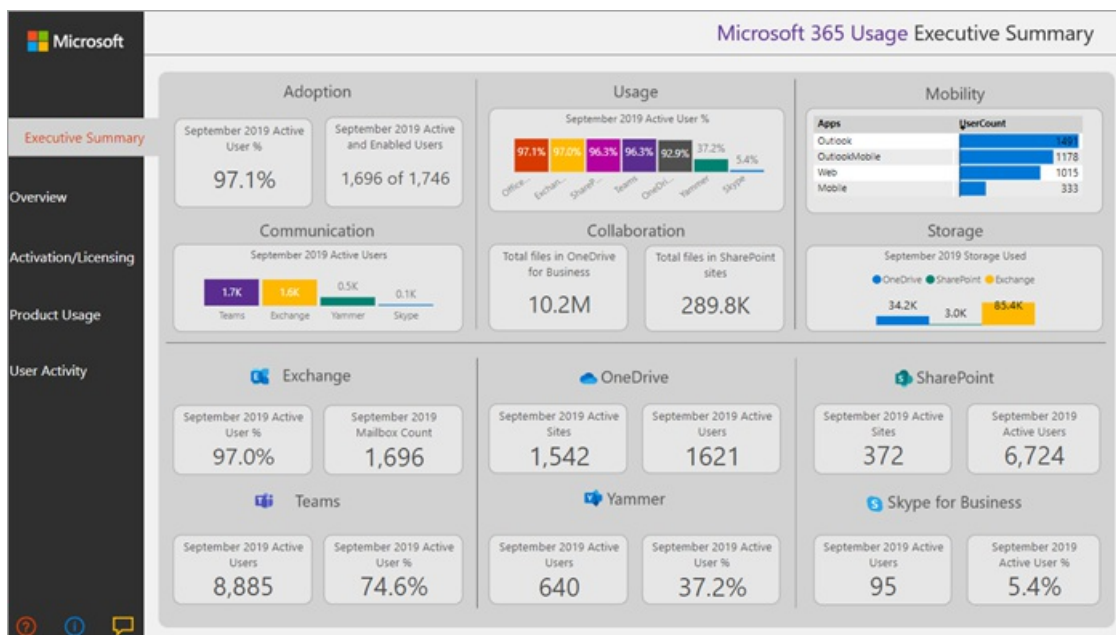 Microsoft
Microsoft 365 Usage Executive Summary
Executive Summary
Overview
Activation/Licensing
Product Usage
User Activity
Adoption
September 2019 Active
User %
97.1%
September 2019 Active
and Enabled Users
1,696 of 1,746
Usage
September 2019 Active User %
97.1% 97.0% 96.3% 96.3% 92.9% 37.2% 5.4%
Office... Exchan... ShareP... Teams OneDri... Yammer Skype
Mobility
Apps UserCount
Outlook 1491
OutlookMobile 1178
Web 1015
Mobile 333
Communication
September 2019 Active Users
1.7K 1.6K 0.5K 0.1K
Teams Exchange Yammer Skype
Collaboration
Total files in OneDrive
for Business
10.2M
Total files in SharePoint
sites
289.8K
Storage
September 2019 Storage Used
OneDrive SharePoint Exchange
34.2K 3.0K 85.4K
Exchange
September 2019 Active
User %
97.0%
September 2019
Mailbox Count
1,696
OneDrive
September 2019 Active
Sites
1,542
September 2019 Active
Users
1621
SharePoint
September 2019 Active
Sites
372
September 2019
Active Users
6,724
Teams
September 2019 Active
Users
8,885
September 2019 Active
User %
74.6%
Yammer
September 2019 Active
Users
640
September 2019 Active
User %
37.2%
Skype for Business
September 2019 Active
Users
95
September 2019
Active User %
5.4%